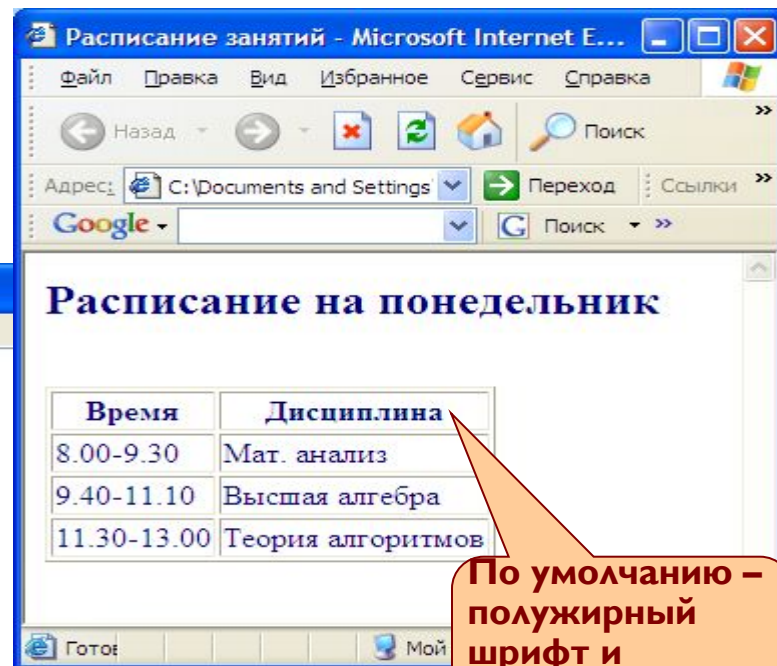 Расписание занятий - Microsoft Internet E...
Файл Правка Вид Избранное Сервис Справка
Назад Поиск
Адрес: C:\Documents and Settings\ Переход Ссылки
Google Поиск
Расписание на понедельник
Время Дисциплина
8.00-9.30 Мат. анализ
9.40-11.10 Высшая алгебра
11.30-13.00 Теория алгоритмов
По умолчанию –
полужирный
шрифт и
Мой